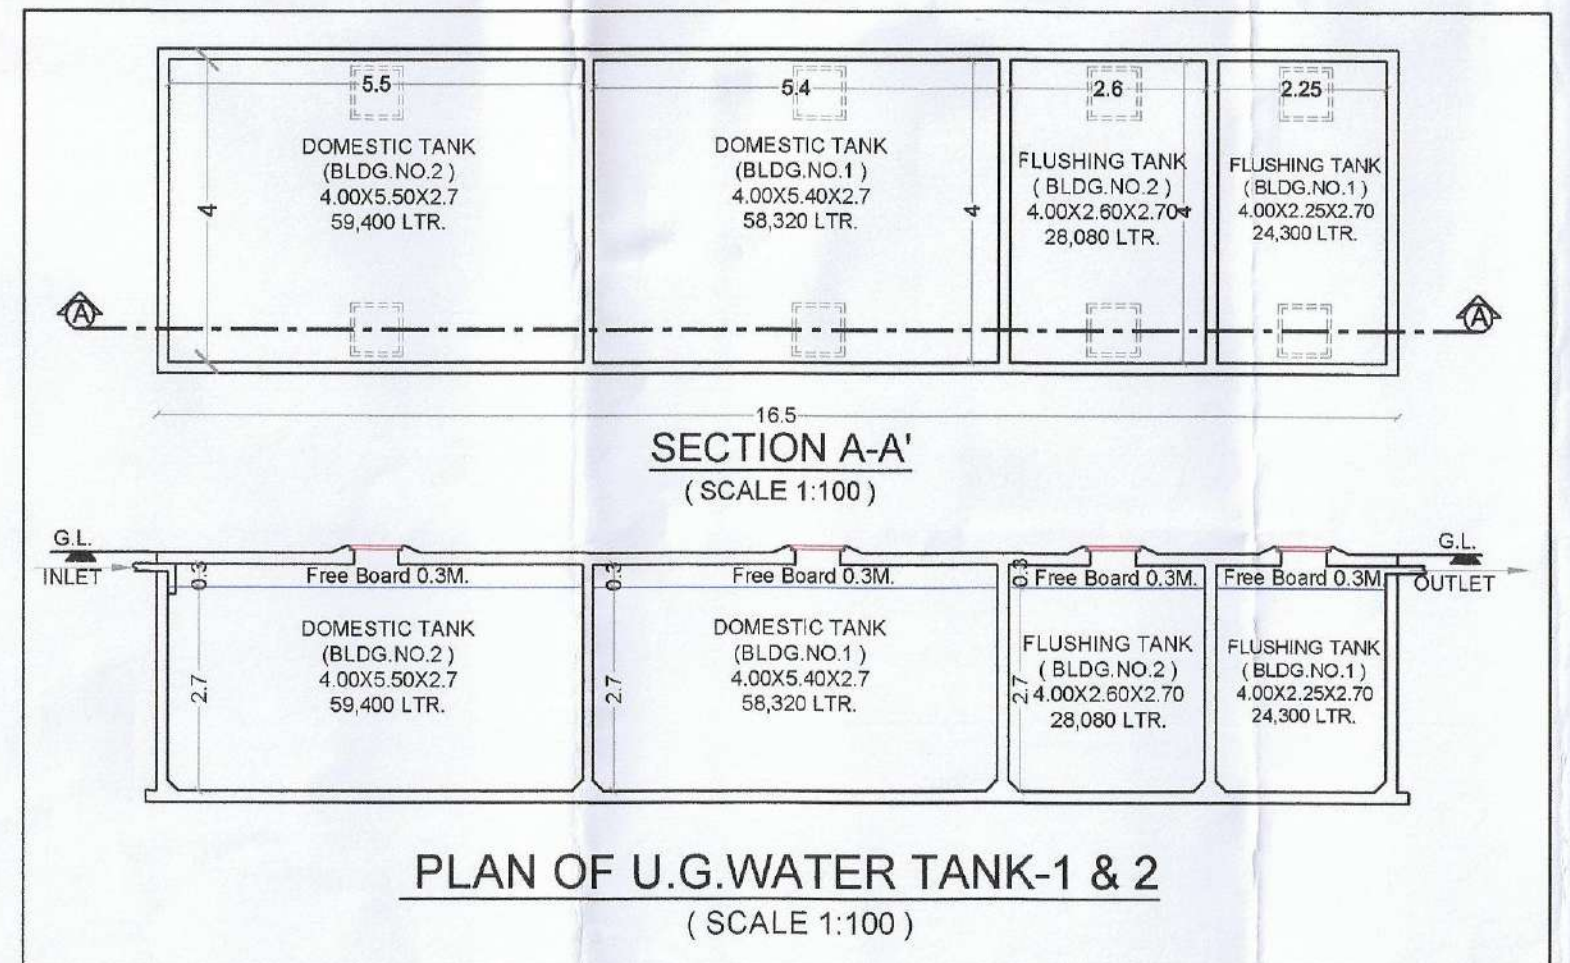 5.5
5.4
2.6
2.25
DOMESTIC TANK
(BLDG.NO.2 )
4.00X5.50X2.7
59,400 LTR.
4
DOMESTIC TANK
(BLDG.NO.1 )
4.00X5.40X2.7
58,320 LTR.
4
FLUSHING TANK
( BLDG.NO.2 )
4.00X2.60X2.70
28,080 LTR.
4
FLUSHING TANK
( BLDG.NO.1 )
4.00X2.25X2.70
24,300 LTR.
A
A
16.5
SECTION A-A'
( SCALE 1:100 )
G.L.
INLET
G.L.
OUTLET
0.3
Free Board 0.3M.
0.3
Free Board 0.3M.
0.3
Free Board 0.3M.
Free Board 0.3M.
2.7
DOMESTIC TANK
(BLDG.NO.2 )
4.00X5.50X2.7
59,400 LTR.
2.7
DOMESTIC TANK
(BLDG.NO.1 )
4.00X5.40X2.7
58,320 LTR.
2.7
FLUSHING TANK
( BLDG.NO.2 )
4.00X2.60X2.70
28,080 LTR.
FLUSHING TANK
( BLDG.NO.1 )
4.00X2.25X2.70
24,300 LTR.
PLAN OF U.G.WATER TANK-1 & 2
( SCALE 1:100 )